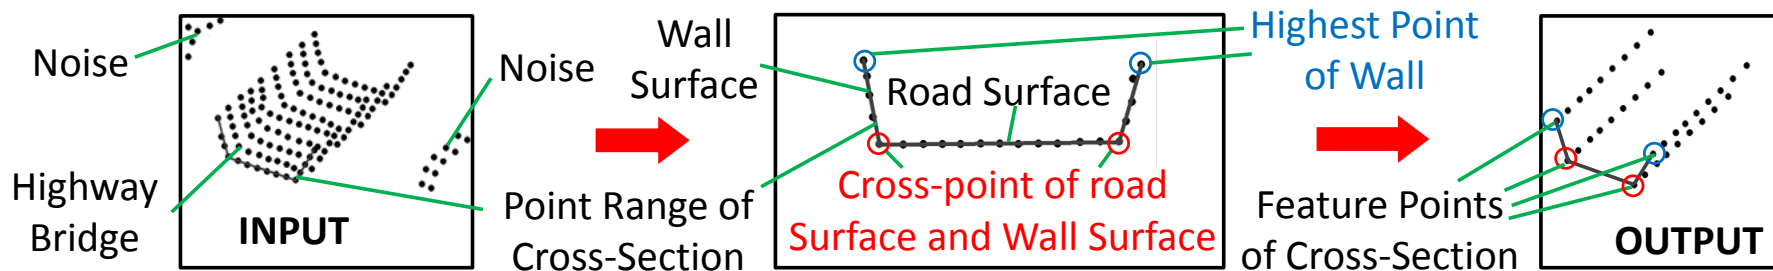 Noise
Highway
Bridge
INPUT
Noise
Wall
Surface
Point Range of
Cross-Section
Road Surface
Cross-point of road
Surface and Wall Surface
Highest Point
of Wall
Feature Points
of Cross-Section
OUTPUT